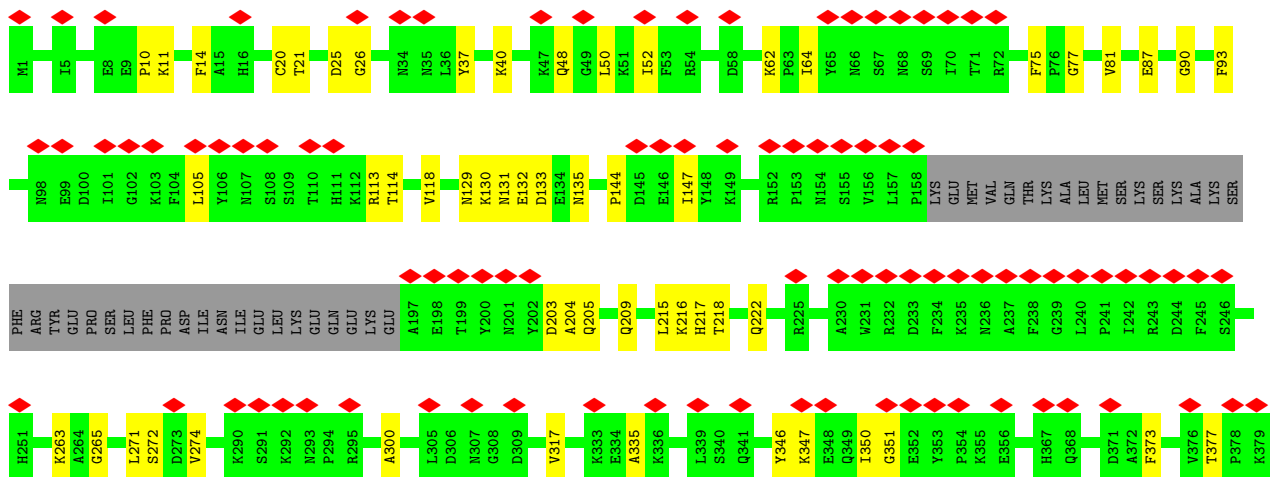 M1 I5 E8 E9 P10 K11 F14 A15 H16 C20 T21 D25 G26 N34 N35 L36 Y37 K40 K47 Q48 G49 L50 K51 I52 F53 R54 D58 K62 P63 I64 Y65 N66 S67 N68 S69 I70 T71 R72 F75 P76 G77 V81 E87 G90 F93
N98 E99 D100 I101 G102 K103 F104 L105 Y106 N107 S108 S109 T110 H111 K112 R113 T114 V118 N129 K130 N131 E132 D133 E134 N135 P144 D145 E146 I147 Y148 K149 R152 P153 N154 S155 V156 L157 P158 LYS GLU MET VAL GLN THR LYS ALA LEU MET SER LYS SER LYS ALA LYS SER
PHE ARG TYR GLU PRO SER LEU PHE PRO ASP ILE ASN ILE GLU LEU LYS GLU GLN GLU LYS GLU A197 E198 T199 Y200 N201 Y202 D203 A204 Q205 Q209 L215 K216 H217 T218 Q222 R225 A230 W231 R232 D233 F234 K235 N236 A237 F238 G239 L240 P241 I242 R243 D244 F245 S246
H251 K263 A264 G265 L271 S272 D273 V274 K290 S291 K292 N293 P294 R295 A300 L305 D306 N307 G308 D309 V317 K333 E334 A335 K336 L339 S340 Q341 Y346 K347 E348 Q349 I350 G351 E352 Y353 P354 K355 E356 H367 Q368 D371 A372 F373 V376 T377 P378 K379